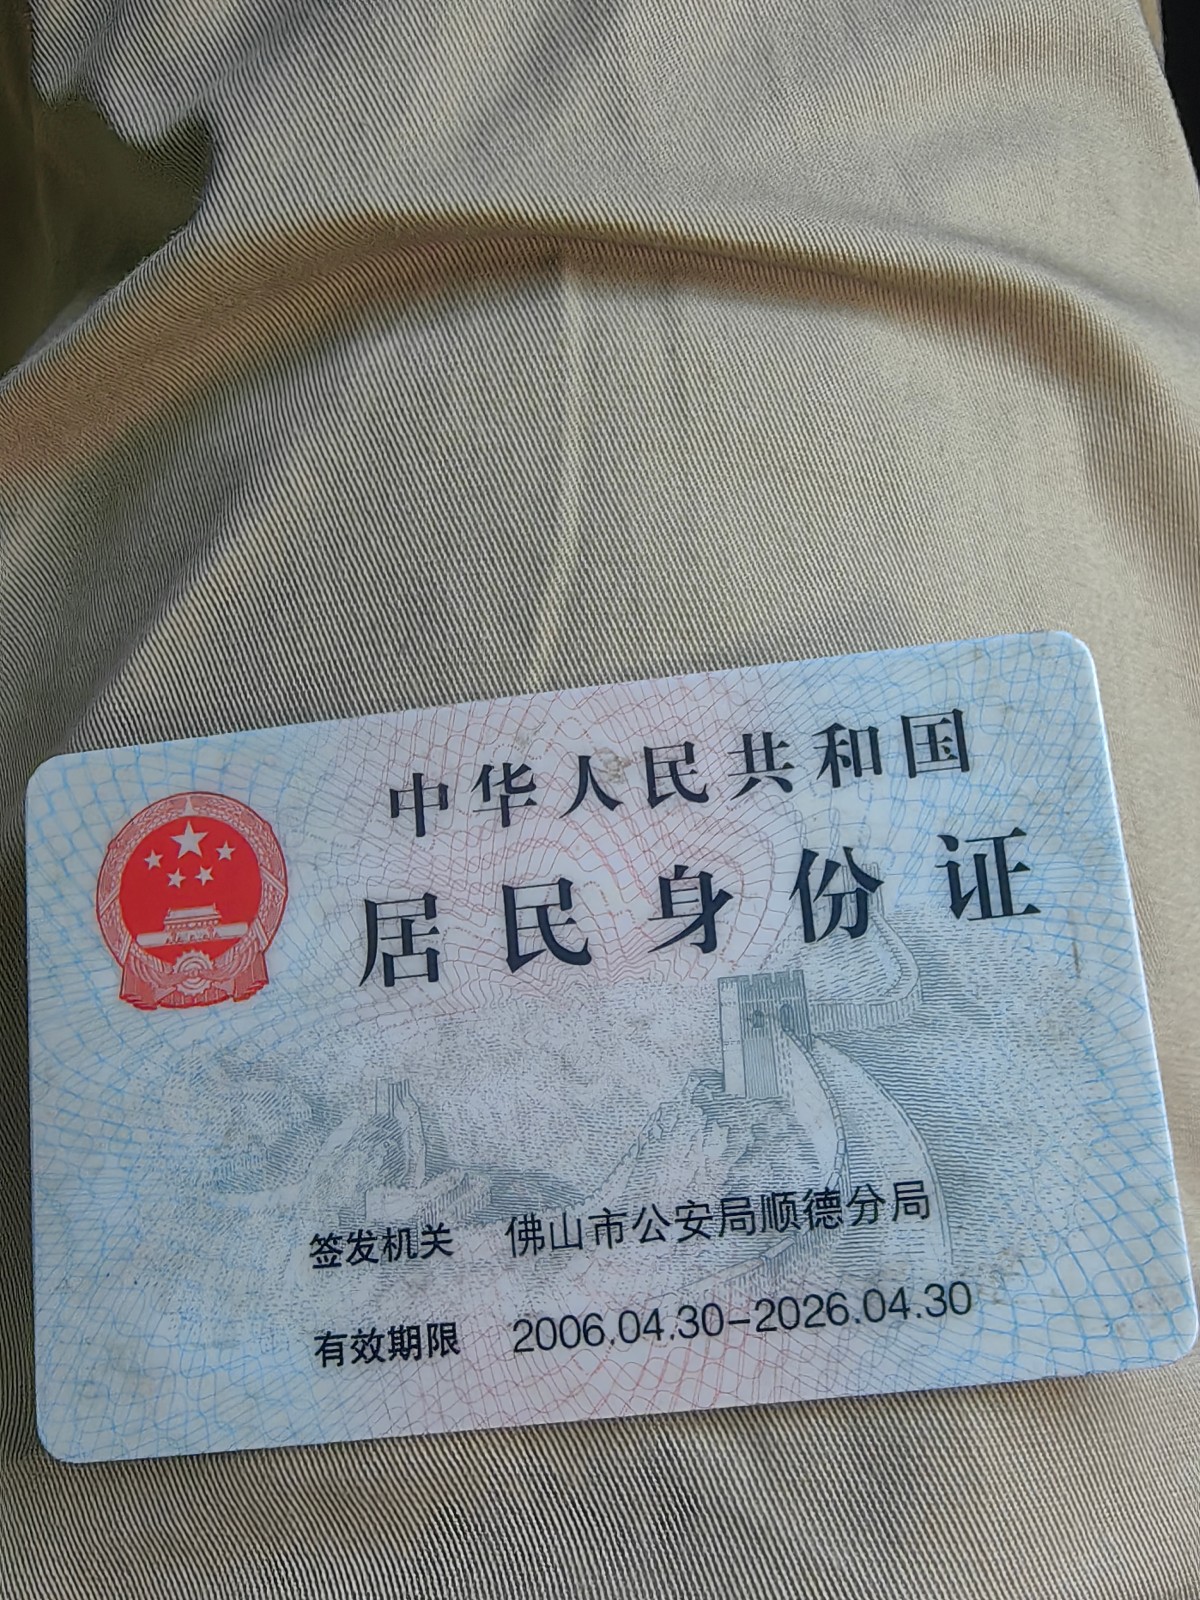 中华人民共和国
居民身份证
签发机关 佛山市公安局顺德分局
有效期限 2006.04.30-2026.04.30